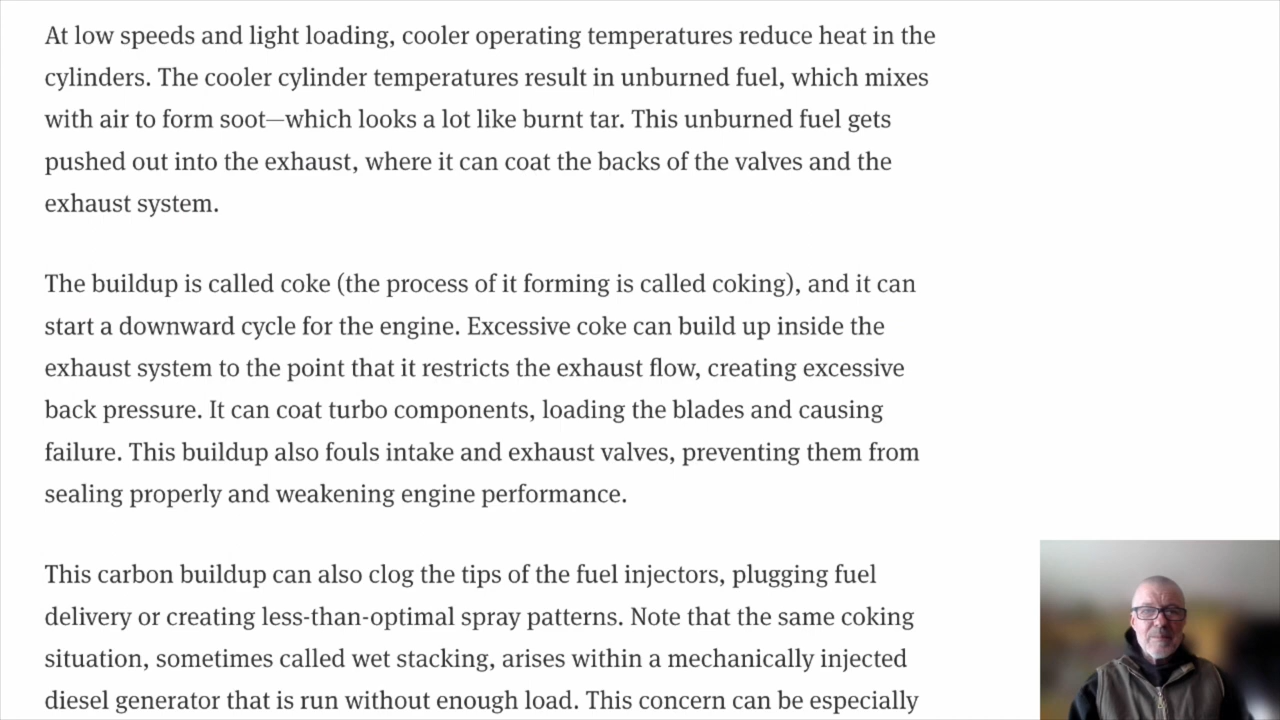 At low speeds and light loading, cooler operating temperatures reduce heat in the
cylinders. The cooler cylinder temperatures result in unburned fuel, which mixes
with air to form soot—which looks a lot like burnt tar. This unburned fuel gets
pushed out into the exhaust, where it can coat the backs of the valves and the
exhaust system.
The buildup is called coke (the process of it forming is called coking), and it can
start a downward cycle for the engine. Excessive coke can build up inside the
exhaust system to the point that it restricts the exhaust flow, creating excessive
back pressure. It can coat turbo components, loading the blades and causing
failure. This buildup also fouls intake and exhaust valves, preventing them from
sealing properly and weakening engine performance.
This carbon buildup can also clog the tips of the fuel injectors, plugging fuel
delivery or creating less-than-optimal spray patterns. Note that the same coking
situation, sometimes called wet stacking, arises within a mechanically injected
diesel generator that is run without enough load. This concern can be especially